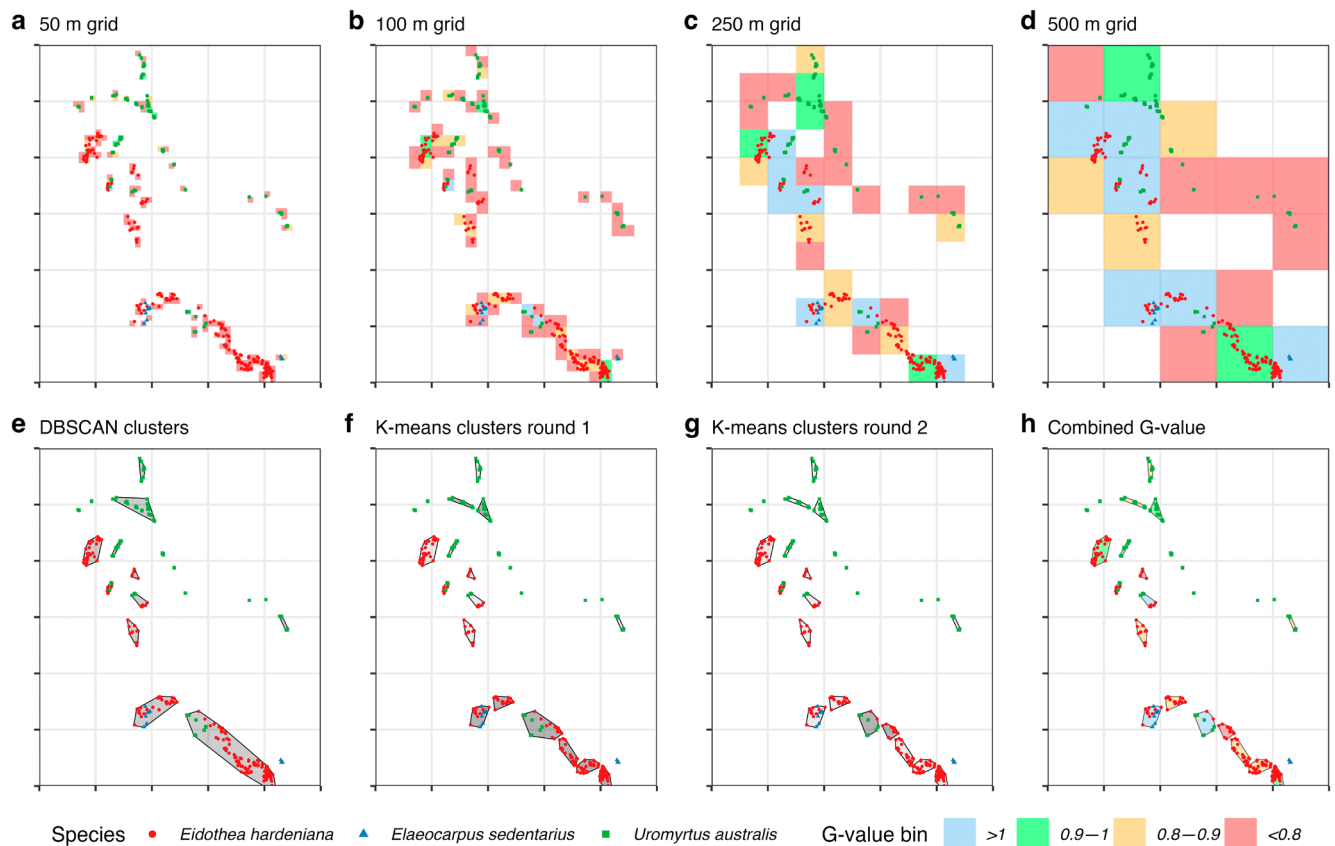 a 50 m grid
b 100 m grid
c 250 m grid
d 500 m grid
e DBSCAN clusters
f K-means clusters round 1
g K-means clusters round 2
h Combined G-value
Species Eidothea hardeniana Elaeocarpus sedentarius Uromyrtus australis G-value bin >1 0.9–1 0.8–0.9 <0.8